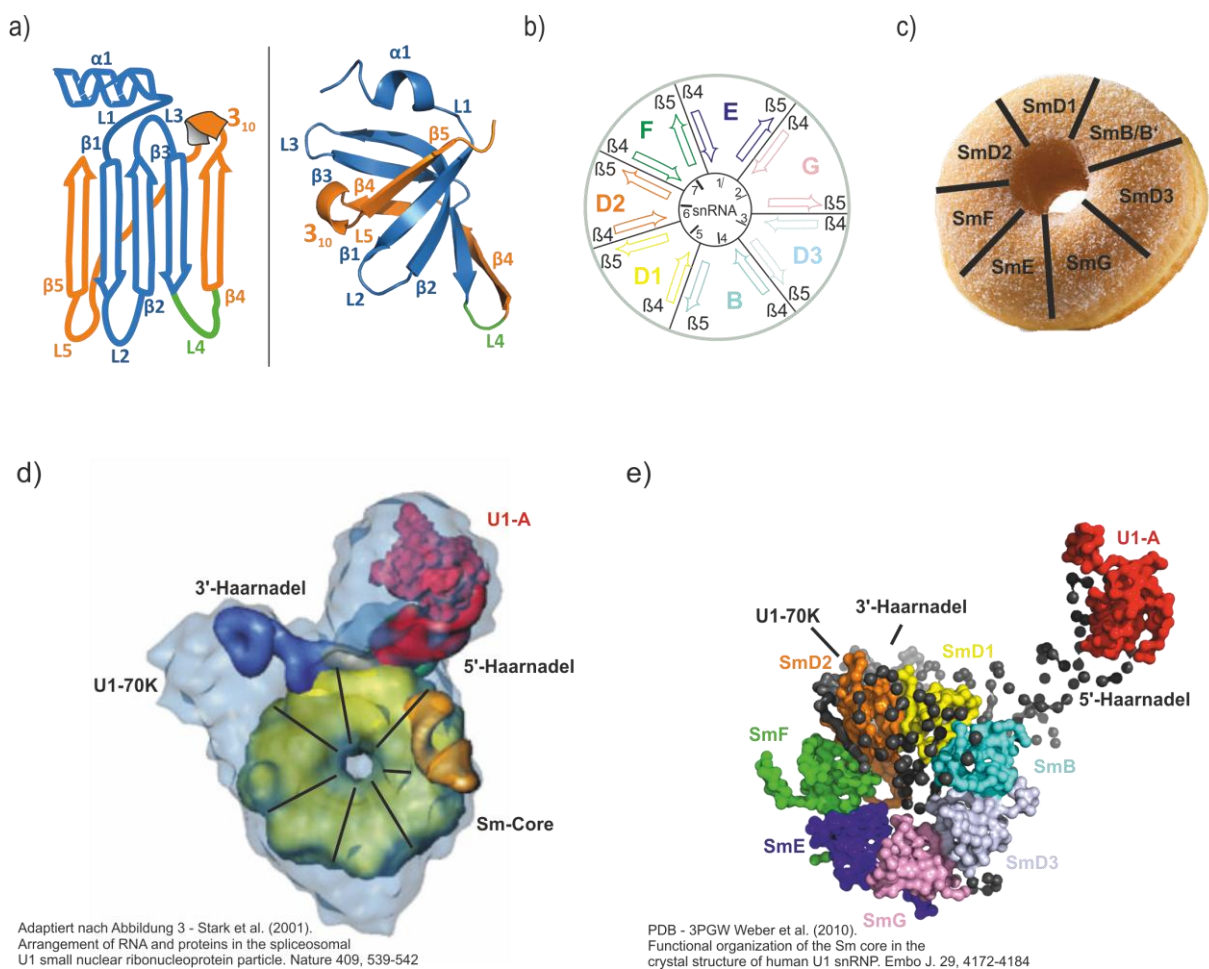 a)
α1
L1
L3
3₁₀
β1
β3
β5
β2
β4
L5
L2
L4
α1
L1
β5
L3
β3
β4
3₁₀
L5
β1
L2
β2
β4
L4
b)
ß5
ß4
E
ß5
ß4
F
ß4
G
ß5
1
7
2
snRNA
ß5
D2
6
3
ß4
ß4
5
4
ß5
D1
D3
B
ß4
ß5
ß5
ß4
c)
SmD1
SmB/B'
SmD2
SmD3
SmF
SmE
SmG
d)
U1-A
3'-Haarnadel
5'-Haarnadel
U1-70K
Sm-Core
Adaptiert nach Abbildung 3 - Stark et al. (2001).
Arrangement of RNA and proteins in the spliceosomal
U1 small nuclear ribonucleoprotein particle. Nature 409, 539-542
e)
U1-A
3'-Haarnadel
U1-70K
SmD2
SmD1
5'-Haarnadel
SmF
SmB
SmE
SmD3
SmG
PDB - 3PGW Weber et al. (2010).
Functional organization of the Sm core in the
crystal structure of human U1 snRNP. Embo J. 29, 4172-4184